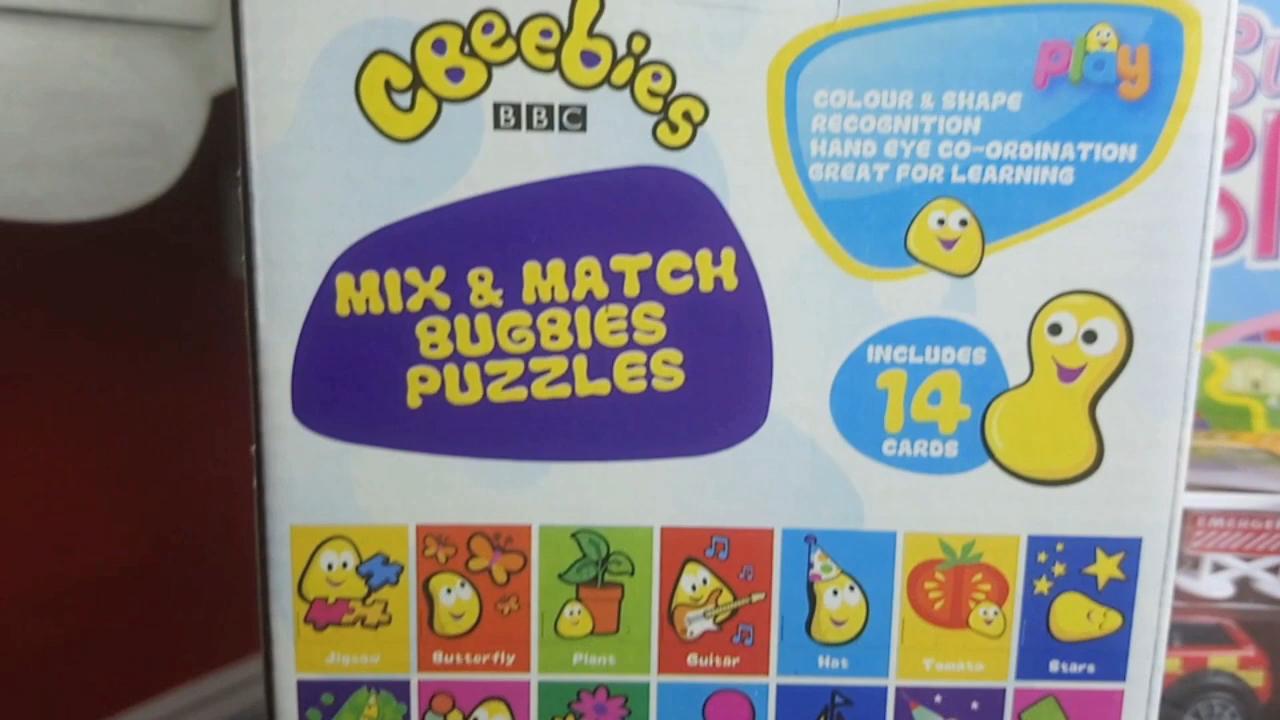 CBeebies
BBC
play
COLOUR & SHAPE
RECOGNITION
HAND EYE CO-ORDINATION
GREAT FOR LEARNING
MIX & MATCH
BUGBIES
PUZZLES
INCLUDES
14
CARDS
Jigsaw
Butterfly
Plant
Guitar
Hat
Tomato
Stars